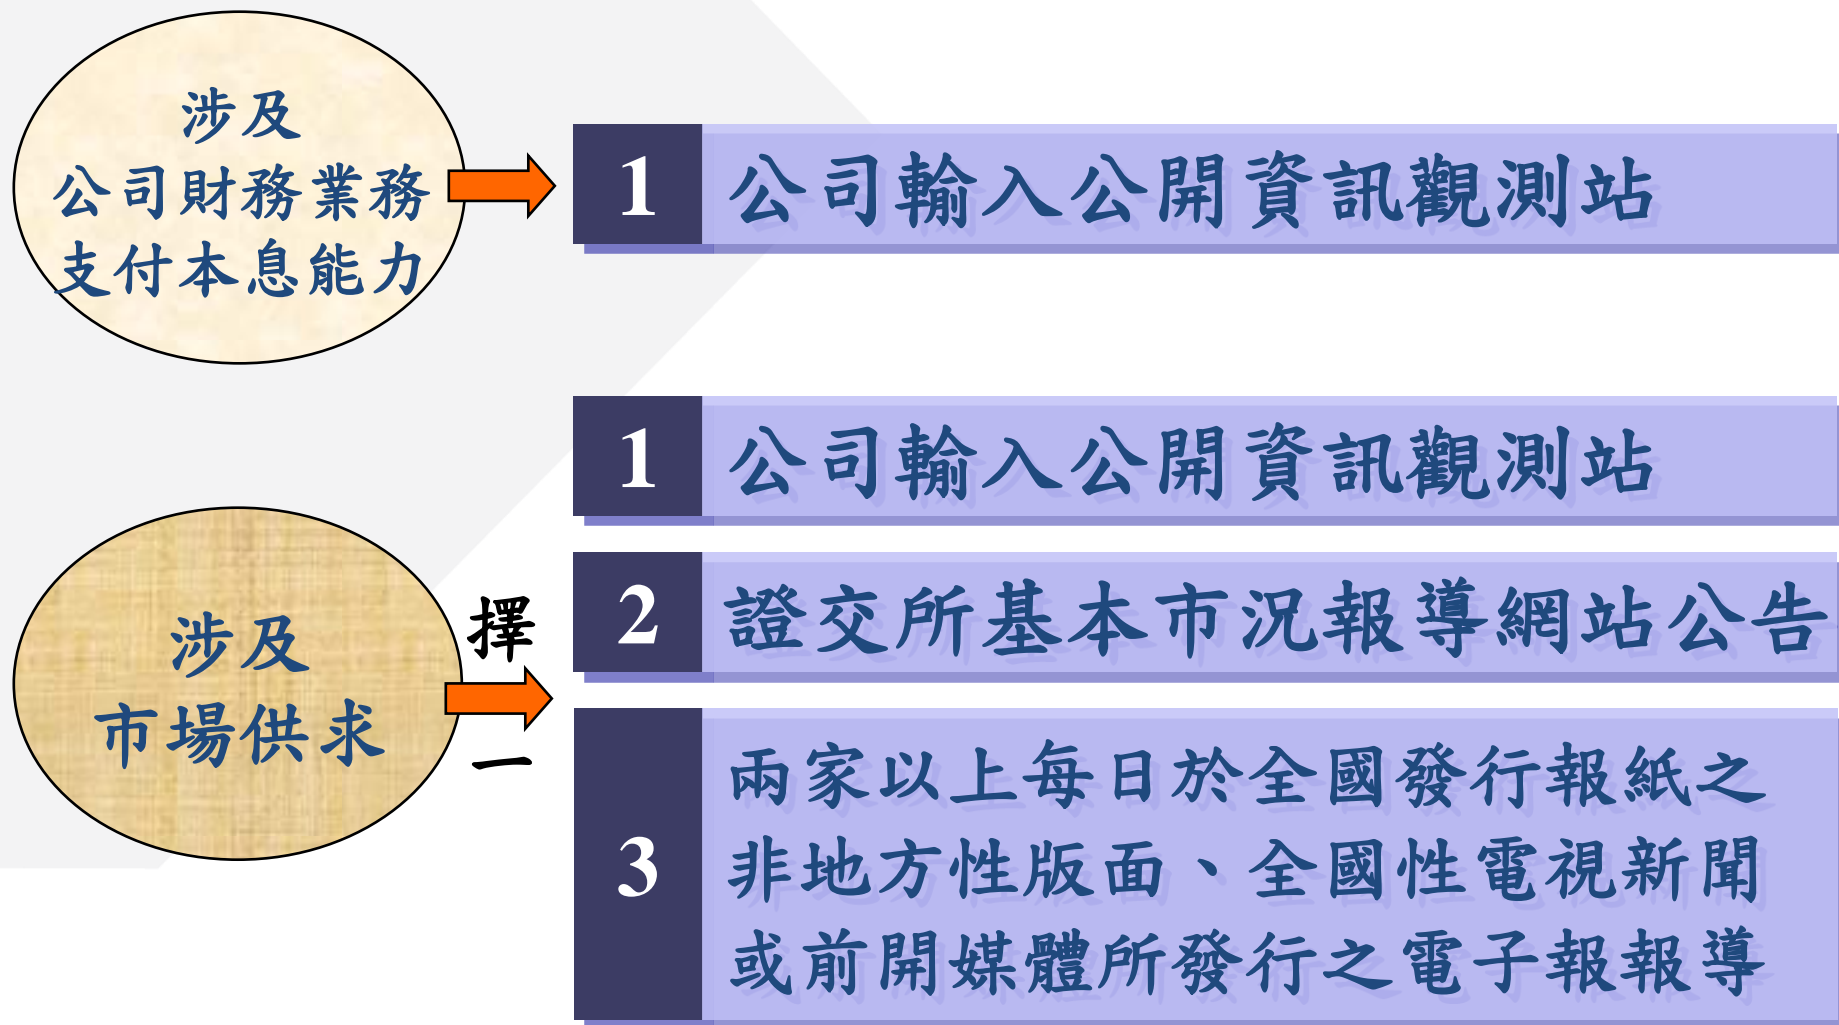 涉及
公司財務業務
支付本息能力
1 公司輸入公開資訊觀測站
涉及
市場供求
擇
一
1 公司輸入公開資訊觀測站
2 證交所基本市況報導網站公告
3
兩家以上每日於全國發行報紙之
非地方性版面、全國性電視新聞
或前開媒體所發行之電子報報導